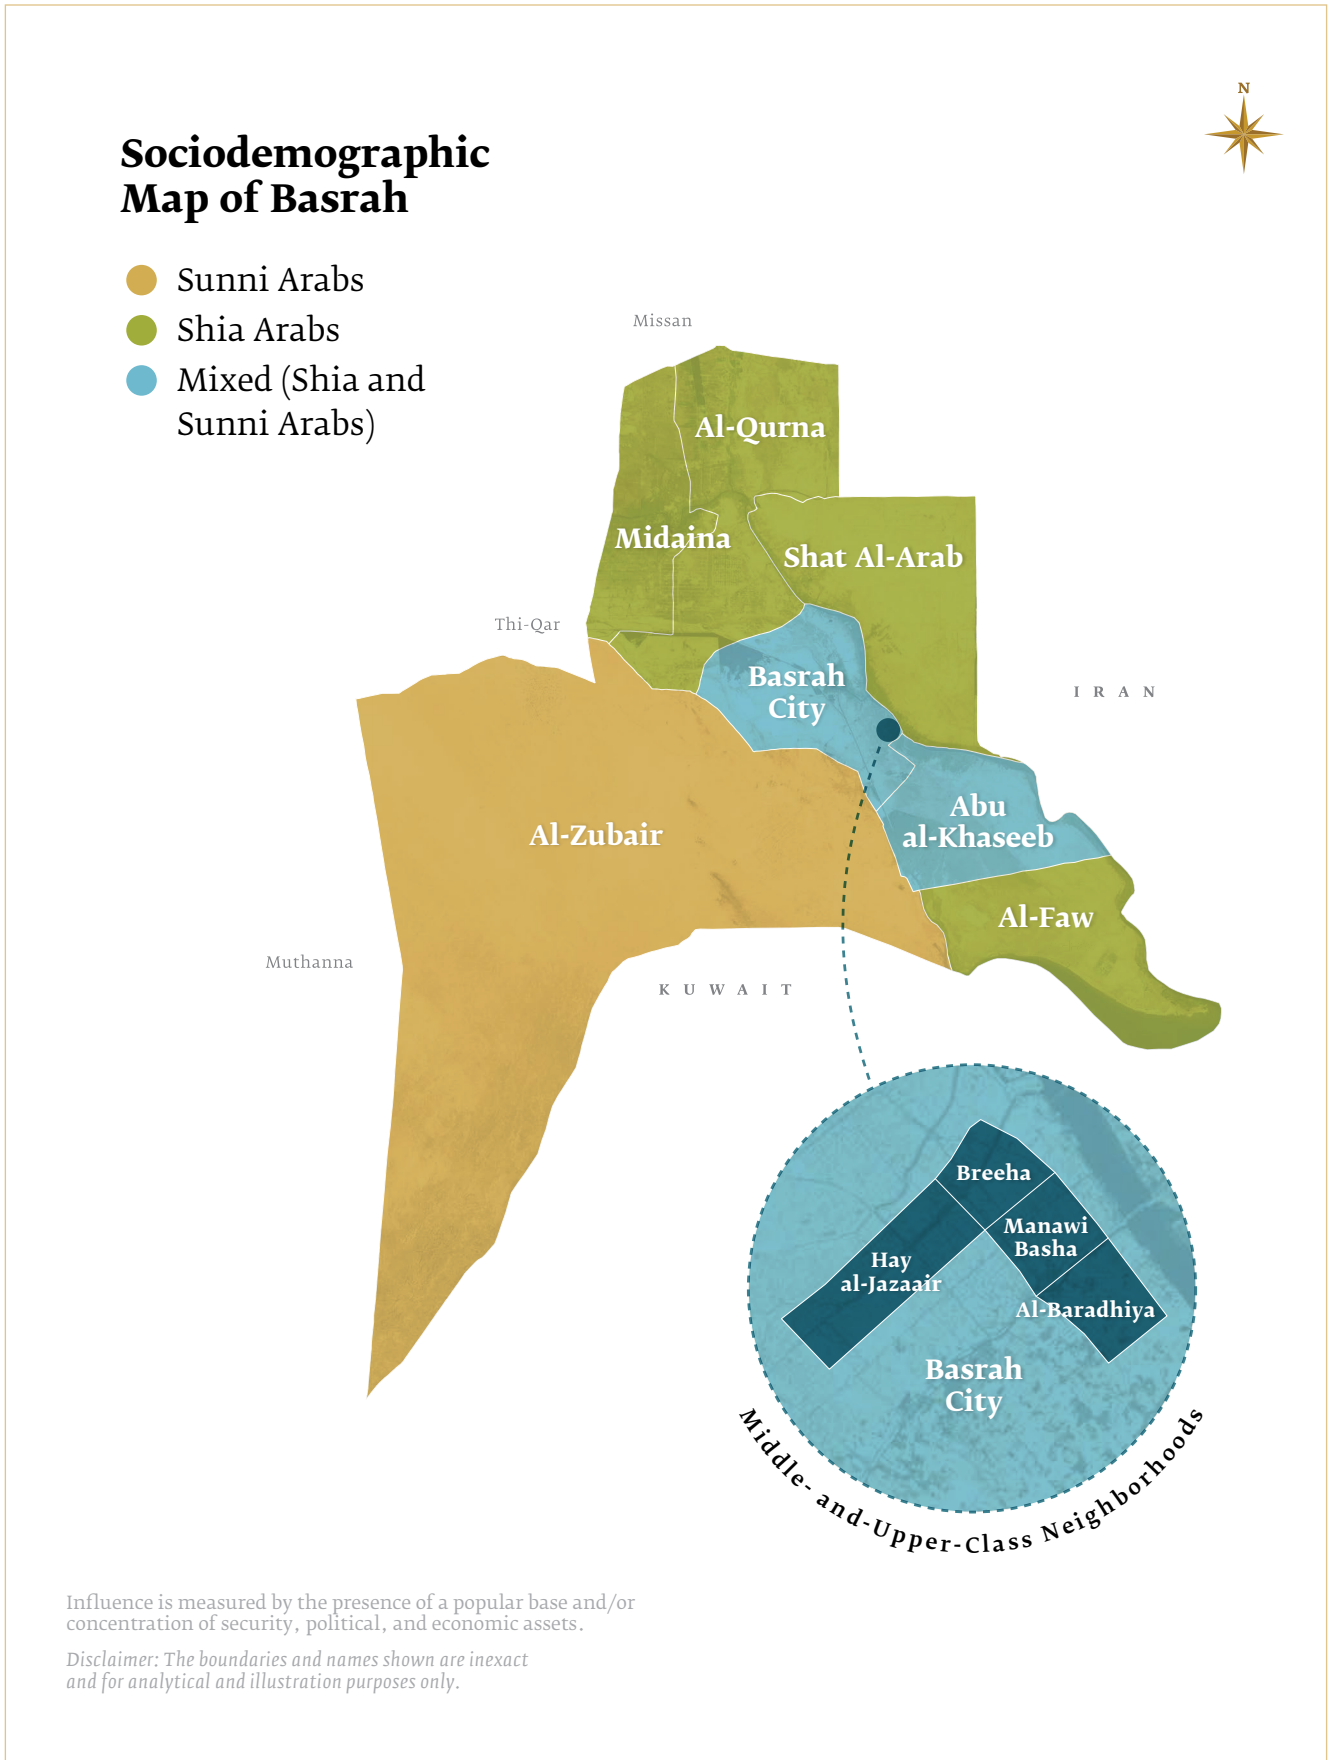 N
Sociodemographic
Map of Basrah
Sunni Arabs
Shia Arabs
Mixed (Shia and
Sunni Arabs)
Missan
Al-Qurna
Midaina
Shat Al-Arab
Thi-Qar
Basrah
City
IRAN
Abu
al-Khaseeb
Al-Zubair
Al-Faw
Muthanna
KUWAIT
Breeha
Manawi
Basha
Hay
al-Jazaair
Al-Baradhiya
Basrah
City
Middle- and-Upper-Class Neighborhoods
Influence is measured by the presence of a popular base and/or
concentration of security, political, and economic assets.
Disclaimer: The boundaries and names shown are inexact
and for analytical and illustration purposes only.